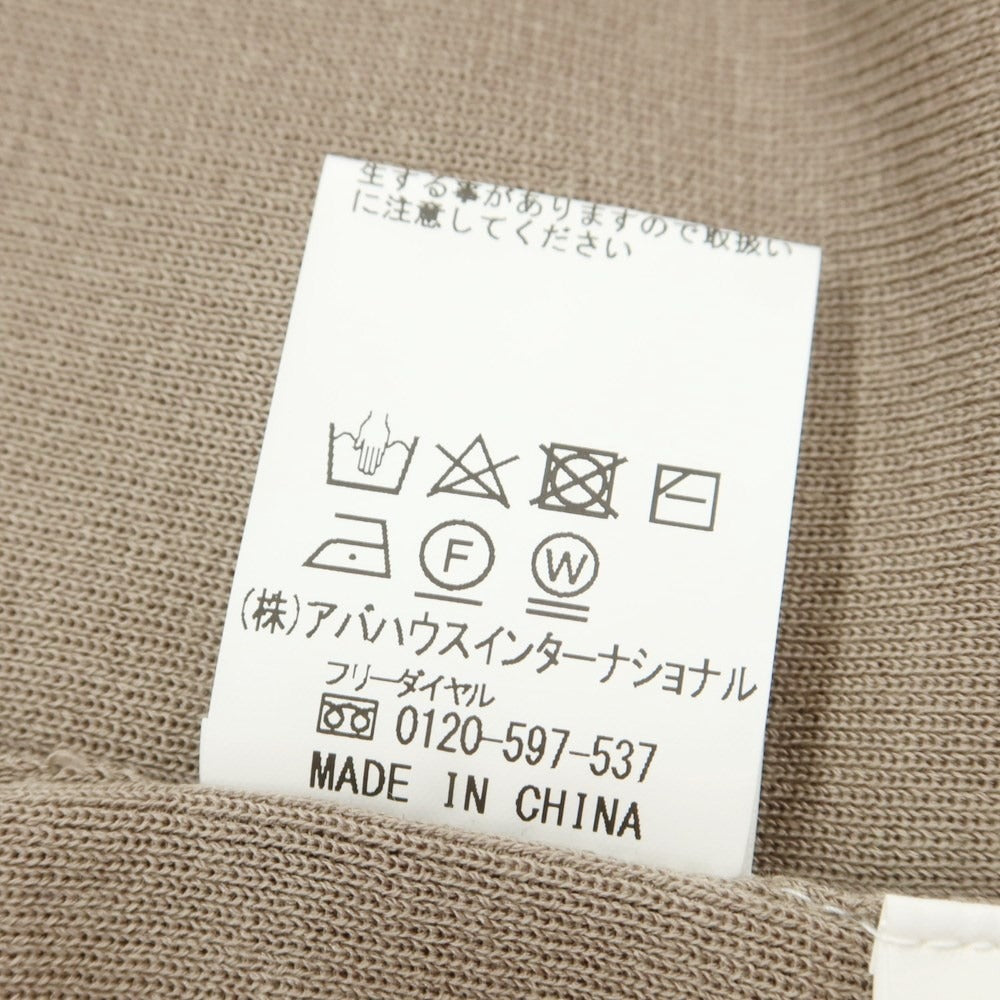 生する事がありますので取扱い
に注意してください
F
W
(株)アバハウスインターナショナル
フリーダイヤル
0120-597-537
MADE IN CHINA